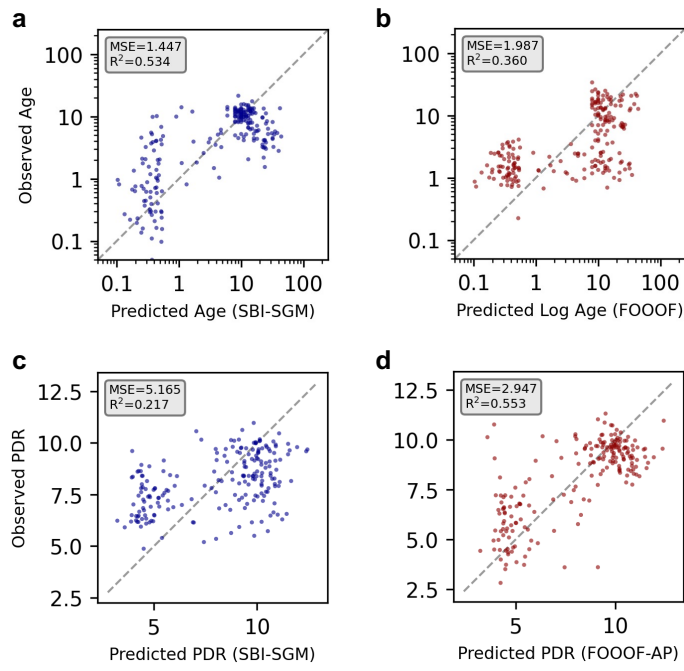 a
MSE=1.447
R²=0.534
100
10
1
0.1
Observed Age
0.1 1 10 100
Predicted Age (SBI-SGM)
b
MSE=1.987
R²=0.360
100
10
1
0.1
0.1 1 10 100
Predicted Log Age (FOOOF)
c
MSE=5.165
R²=0.217
12.5
10.0
7.5
5.0
2.5
Observed PDR
5 10
Predicted PDR (SBI-SGM)
d
MSE=2.947
R²=0.553
12.5
10.0
7.5
5.0
2.5
5 10
Predicted PDR (FOOOF-AP)